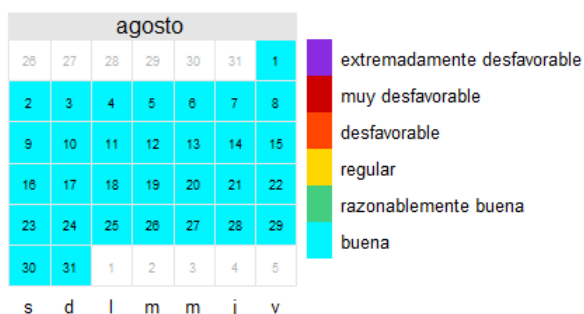 agosto
26 27 28 29 30 31 1
2 3 4 5 6 7 8
9 10 11 12 13 14 15
16 17 18 19 20 21 22
23 24 25 26 27 28 29
30 31 1 2 3 4 5
s d l m m j v
extremadamente desfavorable
muy desfavorable
desfavorable
regular
razonablemente buena
buena